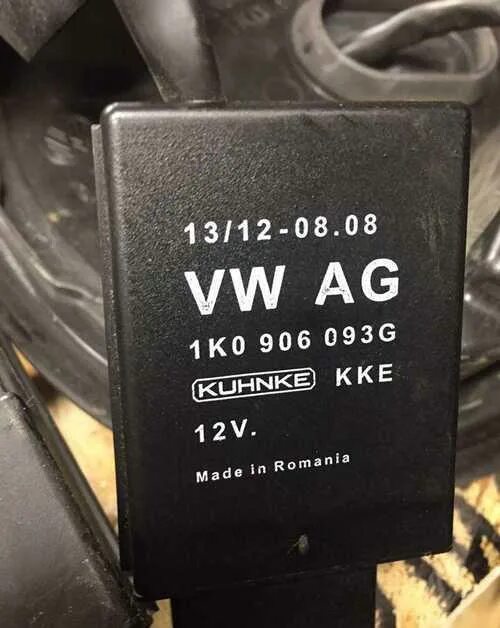 13/12-08.08
VW AG
1K0 906 093G
KUHNKE KKE
12V.
Made in Romania